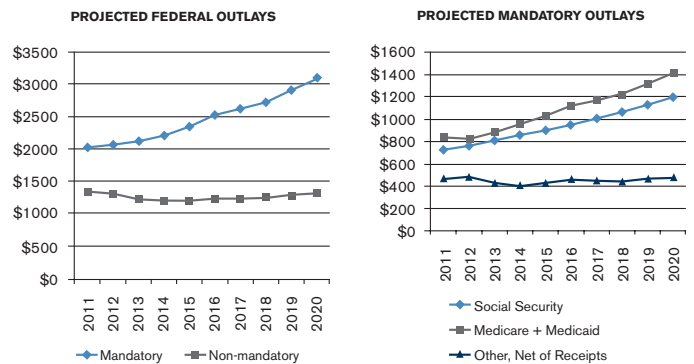 PROJECTED FEDERAL OUTLAYS
$3500
$3000
$2500
$2000
$1500
$1000
$500
$0
2011 2012 2013 2014 2015 2016 2017 2018 2019 2020
Mandatory Non-mandatory
PROJECTED MANDATORY OUTLAYS
$1600
$1400
$1200
$1000
$800
$600
$400
$200
$0
2011 2012 2013 2014 2015 2016 2017 2018 2019 2020
Social Security
Medicare + Medicaid
Other, Net of Receipts